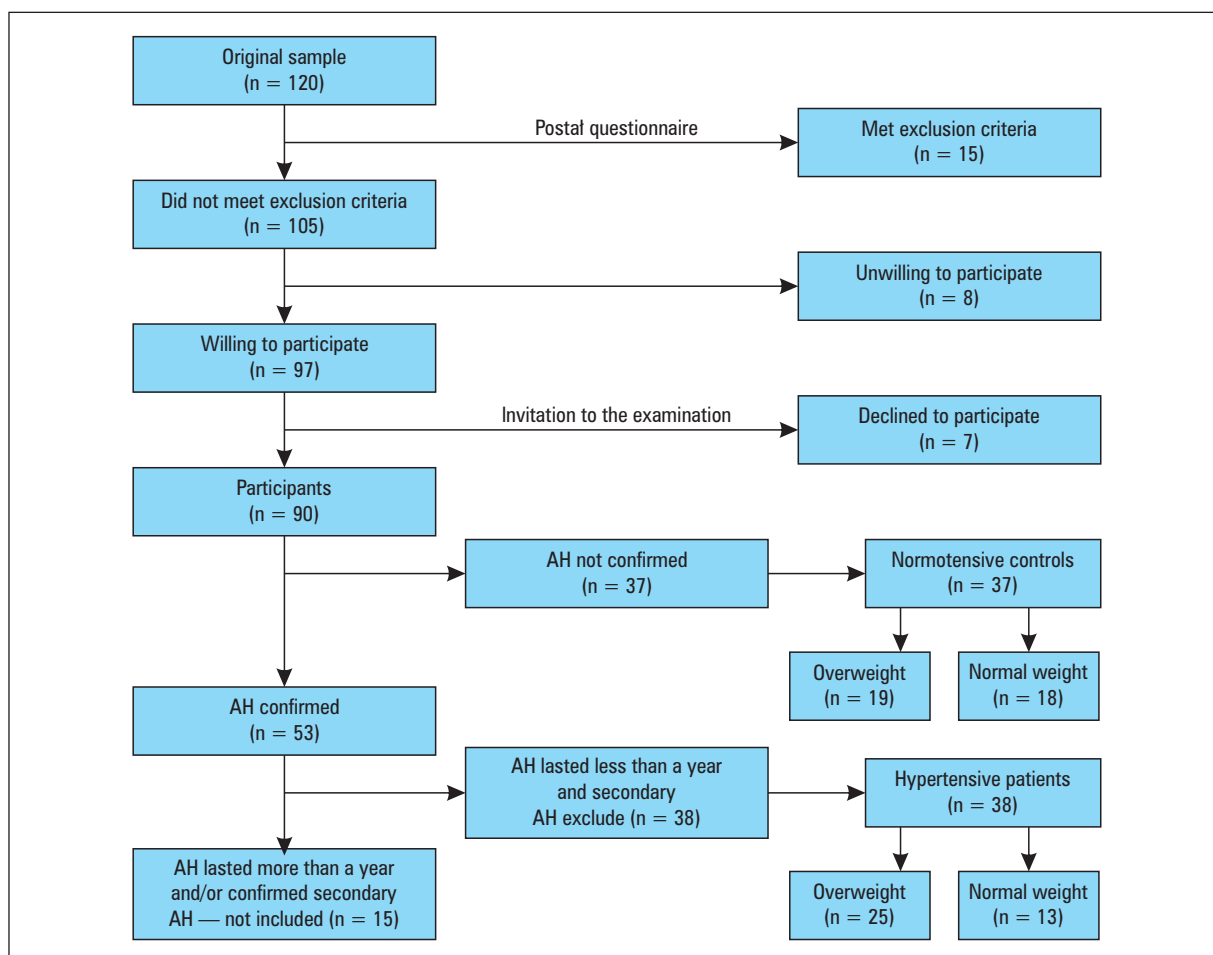 Original sample
(n = 120)
Postał questionnaire
Met exclusion criteria
(n = 15)
Did not meet exclusion criteria
(n = 105)
Unwilling to participate
(n = 8)
Willing to participate
(n = 97)
Invitation to the examination
Declined to participate
(n = 7)
Participants
(n = 90)
AH not confirmed
(n = 37)
Normotensive controls
(n = 37)
Overweight
(n = 19)
Normal weight
(n = 18)
AH confirmed
(n = 53)
AH lasted less than a year
and secondary
AH exclude (n = 38)
Hypertensive patients
(n = 38)
AH lasted more than a year
and/or confirmed secondary
AH — not included (n = 15)
Overweight
(n = 25)
Normal weight
(n = 13)